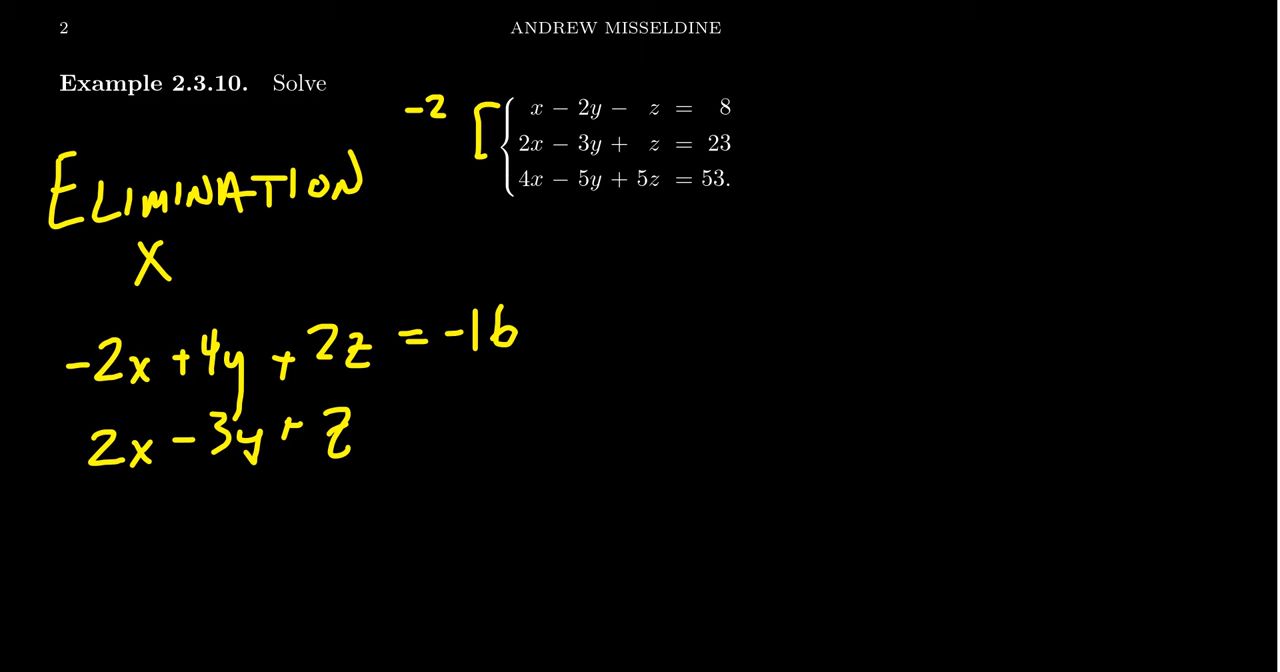 2 ANDREW MISSELDINE
Example 2.3.10. Solve
-2
x − 2y − z = 8
2x − 3y + z = 23
4x − 5y + 5z = 53.
ELIMINATION
X
-2x + 4y + 2z = -16
2x - 3y + z